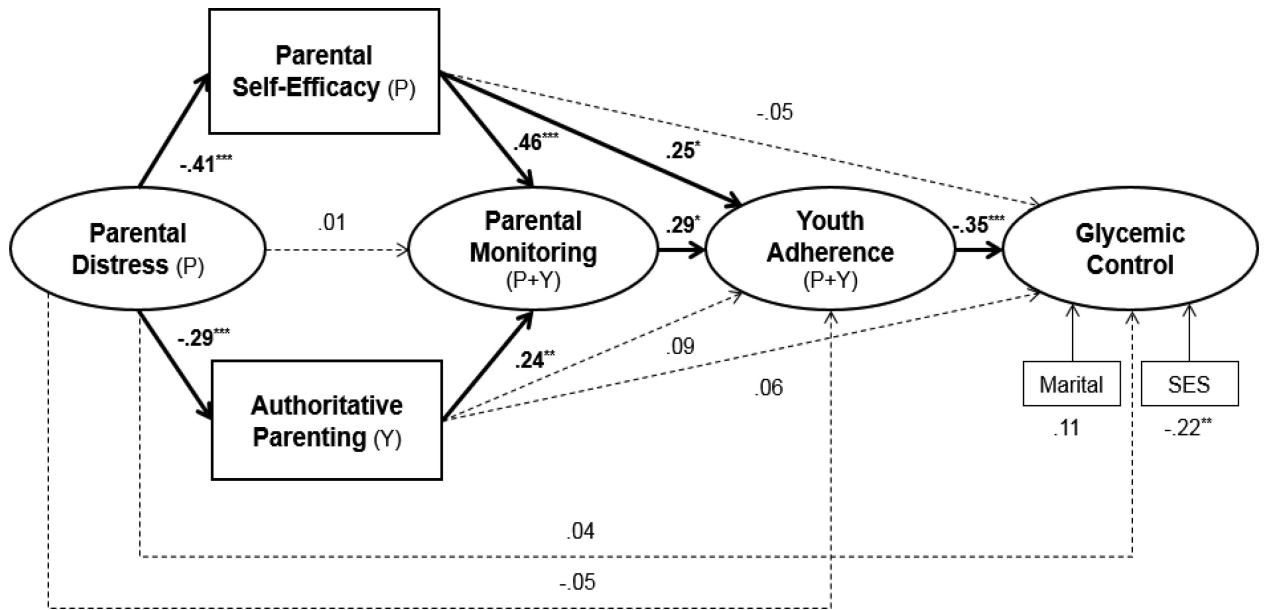 Parental
Self-Efficacy (P)
-.05
.46***
.25*
-.41***
Parental
Distress (P)
.01
Parental
Monitoring
(P+Y)
.29*
Youth
Adherence
(P+Y)
-.35***
Glycemic
Control
-.29***
.24**
.09
.06
Authoritative
Parenting (Y)
Marital
SES
.11
-.22**
.04
-.05